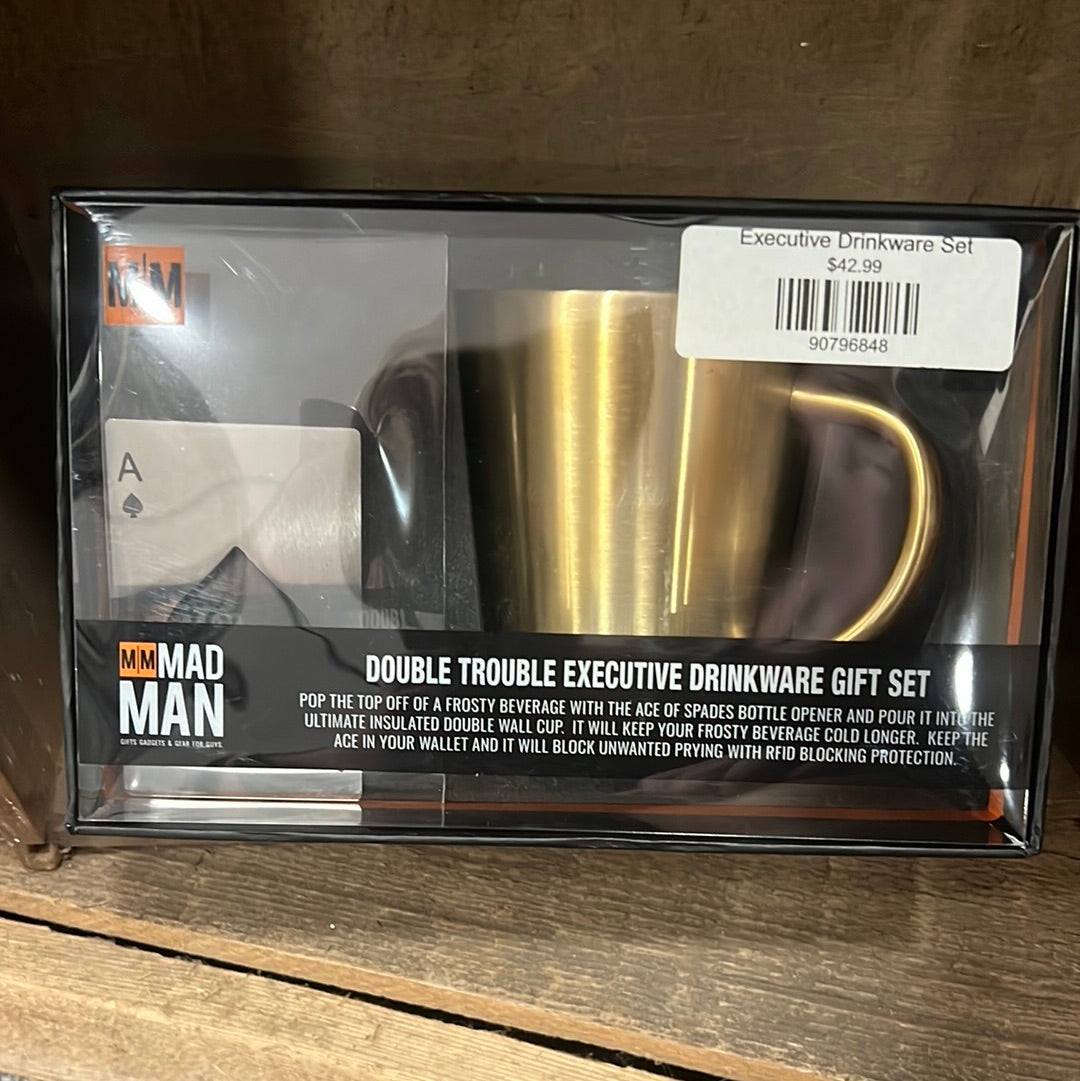 Executive Drinkware Set
$42.99
90796848
M|M
A
DOUBL
M|M MAD
MAN
GIFTS GADGETS & GEAR FOR GUYS.
DOUBLE TROUBLE EXECUTIVE DRINKWARE GIFT SET
POP THE TOP OFF OF A FROSTY BEVERAGE WITH THE ACE OF SPADES BOTTLE OPENER AND POUR IT INTO THE
ULTIMATE INSULATED DOUBLE WALL CUP. IT WILL KEEP YOUR FROSTY BEVERAGE COLD LONGER. KEEP THE
ACE IN YOUR WALLET AND IT WILL BLOCK UNWANTED PRYING WITH RFID BLOCKING PROTECTION.